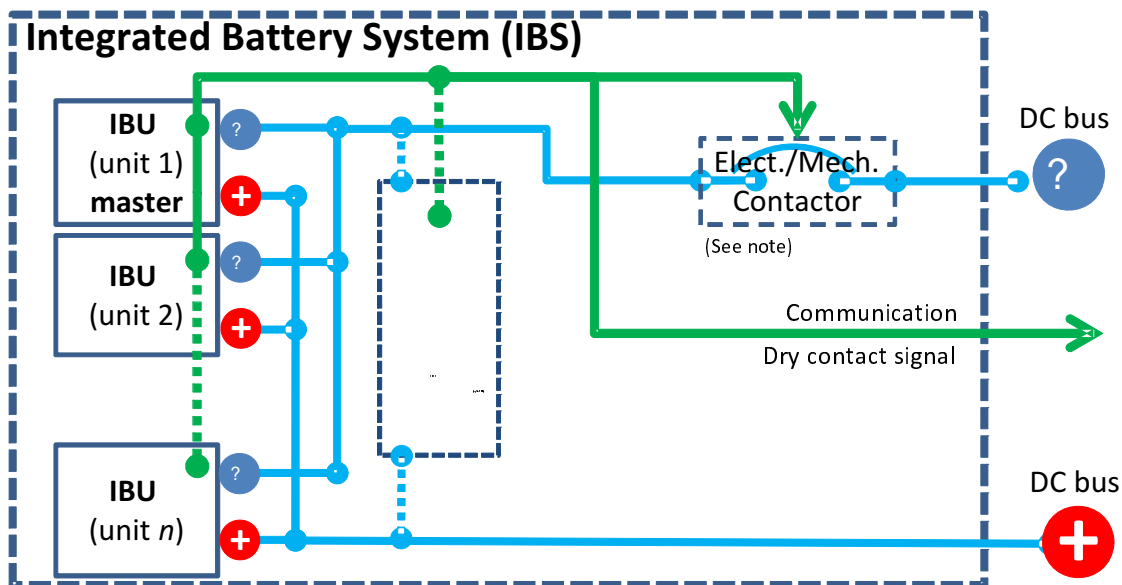 Integrated Battery System (IBS)
IBU
(unit 1)
master
?
+
IBU
(unit 2)
?
+
IBU
(unit n)
?
+
Elect./Mech.
Contactor
(See note)
DC bus
?
Communication
Dry contact signal
DC bus
+